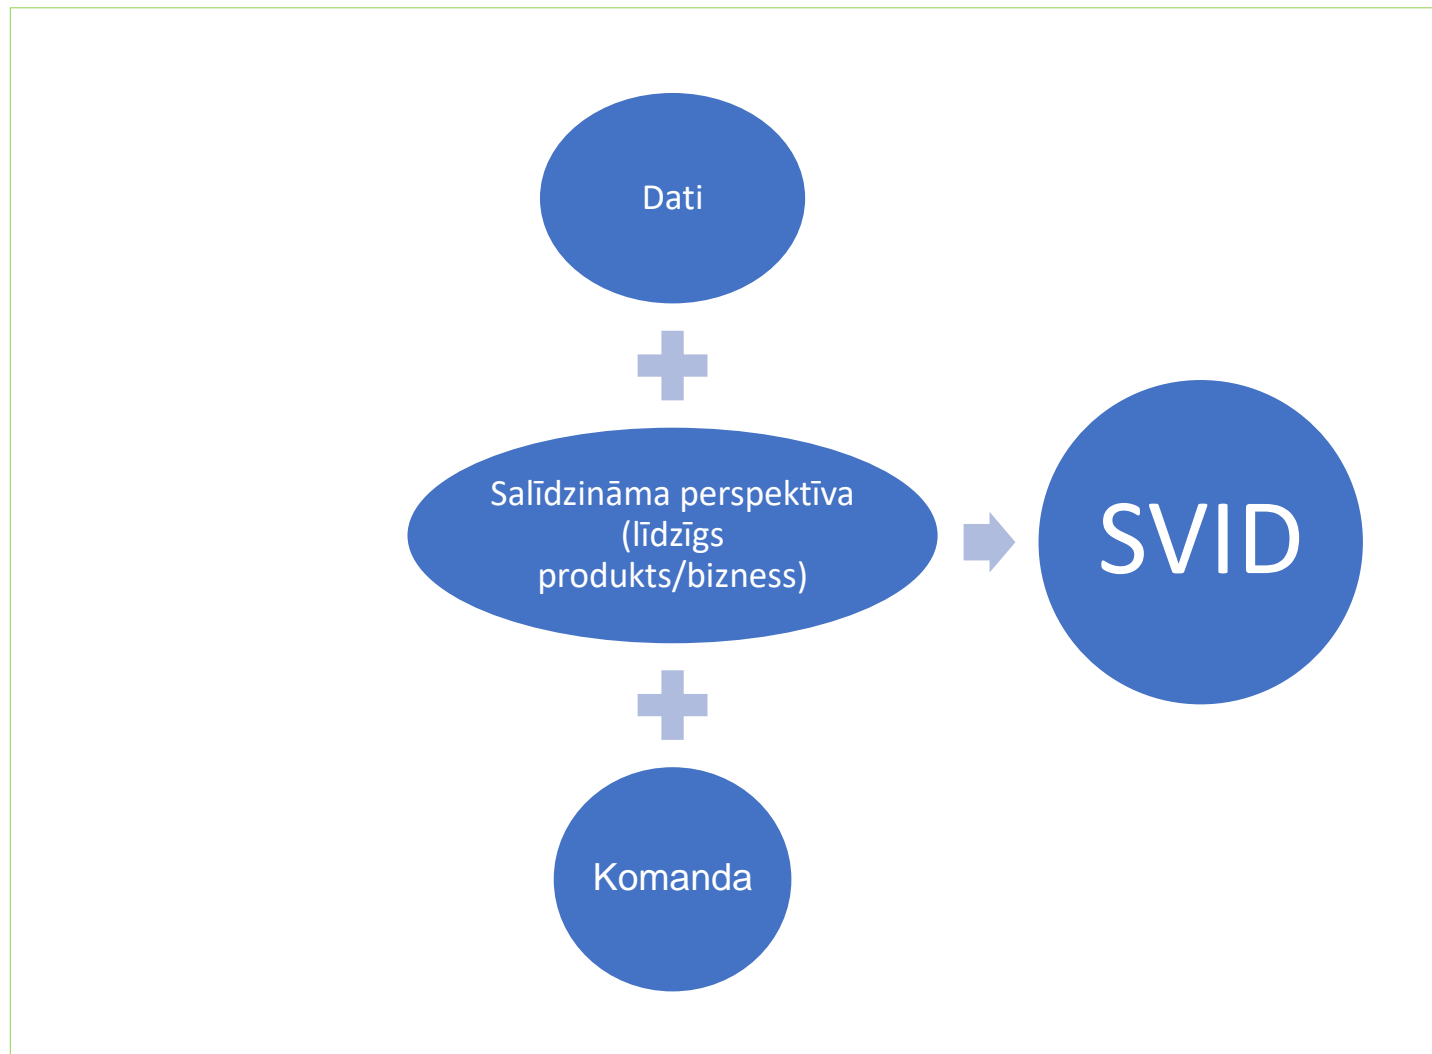 Dati
Salīdzināma perspektīva
(līdzīgs
produkts/bizness)
SVID
Komanda